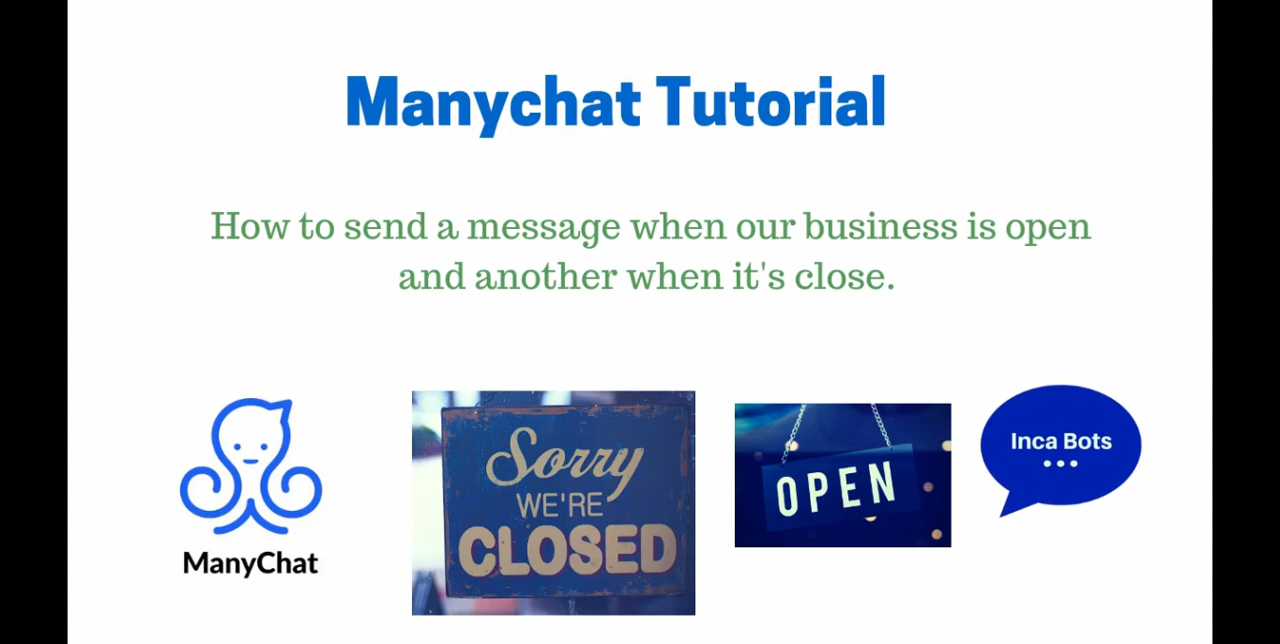 Manychat Tutorial
How to send a message when our business is open
and another when it's close.
ManyChat
Sorry
WE'RE
CLOSED
OPEN
Inca Bots